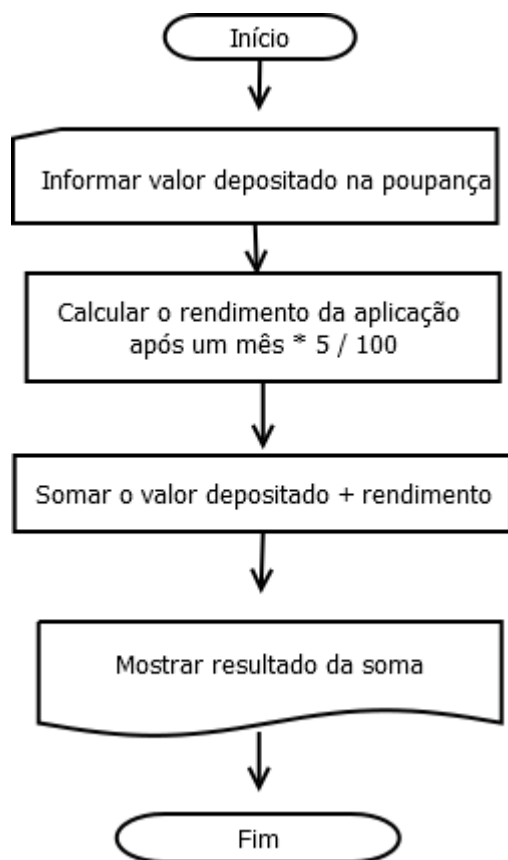 Início
Informar valor depositado na poupança
Calcular o rendimento da aplicação
após um mês * 5 / 100
Somar o valor depositado + rendimento
Mostrar resultado da soma
Fim